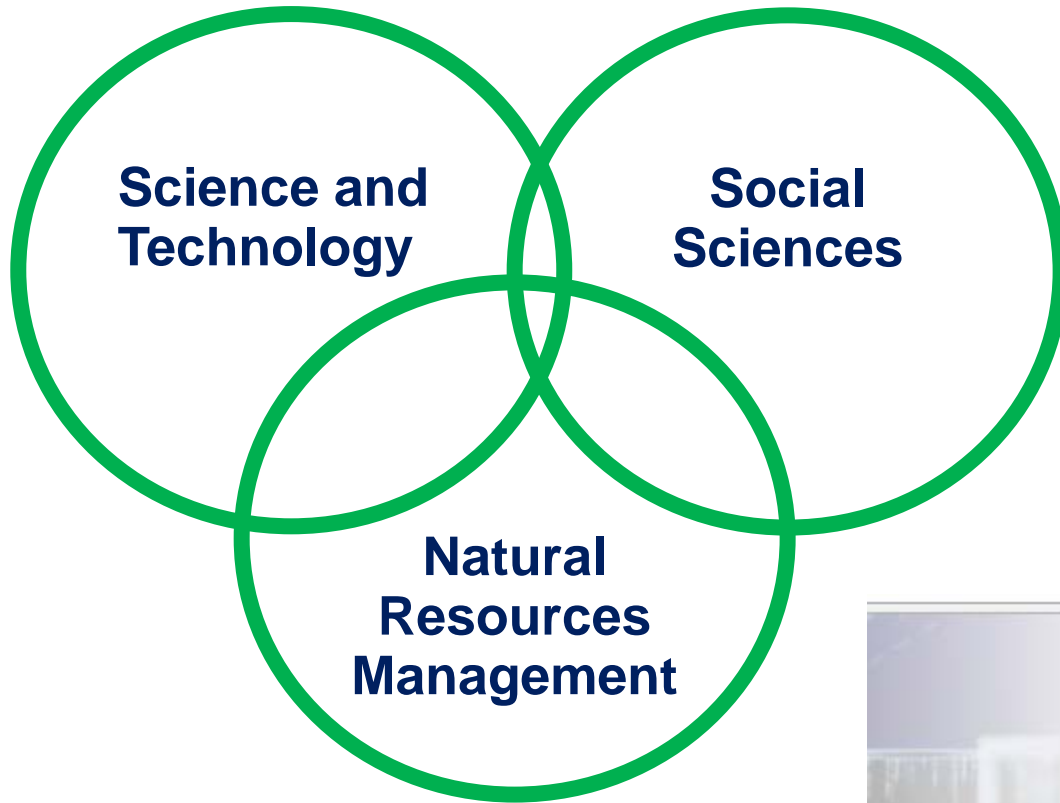 Science and
Technology
Social
Sciences
Natural
Resources
Management